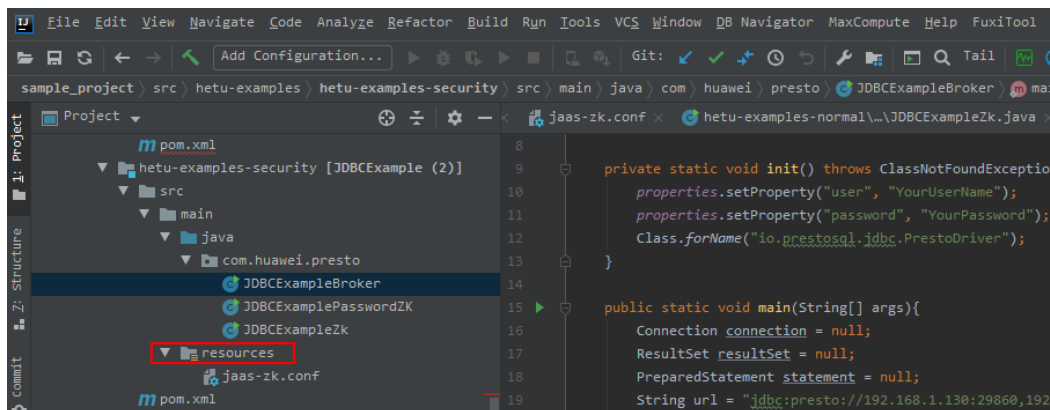 File Edit View Navigate Code Analyze Refactor Build Run Tools VCS Window DB Navigator MaxCompute Help FuxiTool
Add Configuration... Git: Tail
sample_project src hetu-examples hetu-examples-security src main java com huawei presto JDBCExampleBroker
Project jaas-zk.conf hetu-examples-normal\...\JDBCExampleZk.java
1: Project
Z: Structure
Commit
pom.xml
hetu-examples-security [JDBCExample (2)]
src
main
java
com.huawei.presto
JDBCExampleBroker
JDBCExamplePasswordZK
JDBCExampleZk
resources
jaas-zk.conf
pom.xml
8
9 private static void init() throws ClassNotFoundExceptio
10 properties.setProperty("user", "YourUserName");
11 properties.setProperty("password", "YourPassword");
12 Class.forName("io.prestosql.jdbc.PrestoDriver");
13 }
14
15 public static void main(String[] args){
16 Connection connection = null;
17 ResultSet resultSet = null;
18 PreparedStatement statement = null;
19 String url = "jdbc:presto://192.168.1.130:29860,192